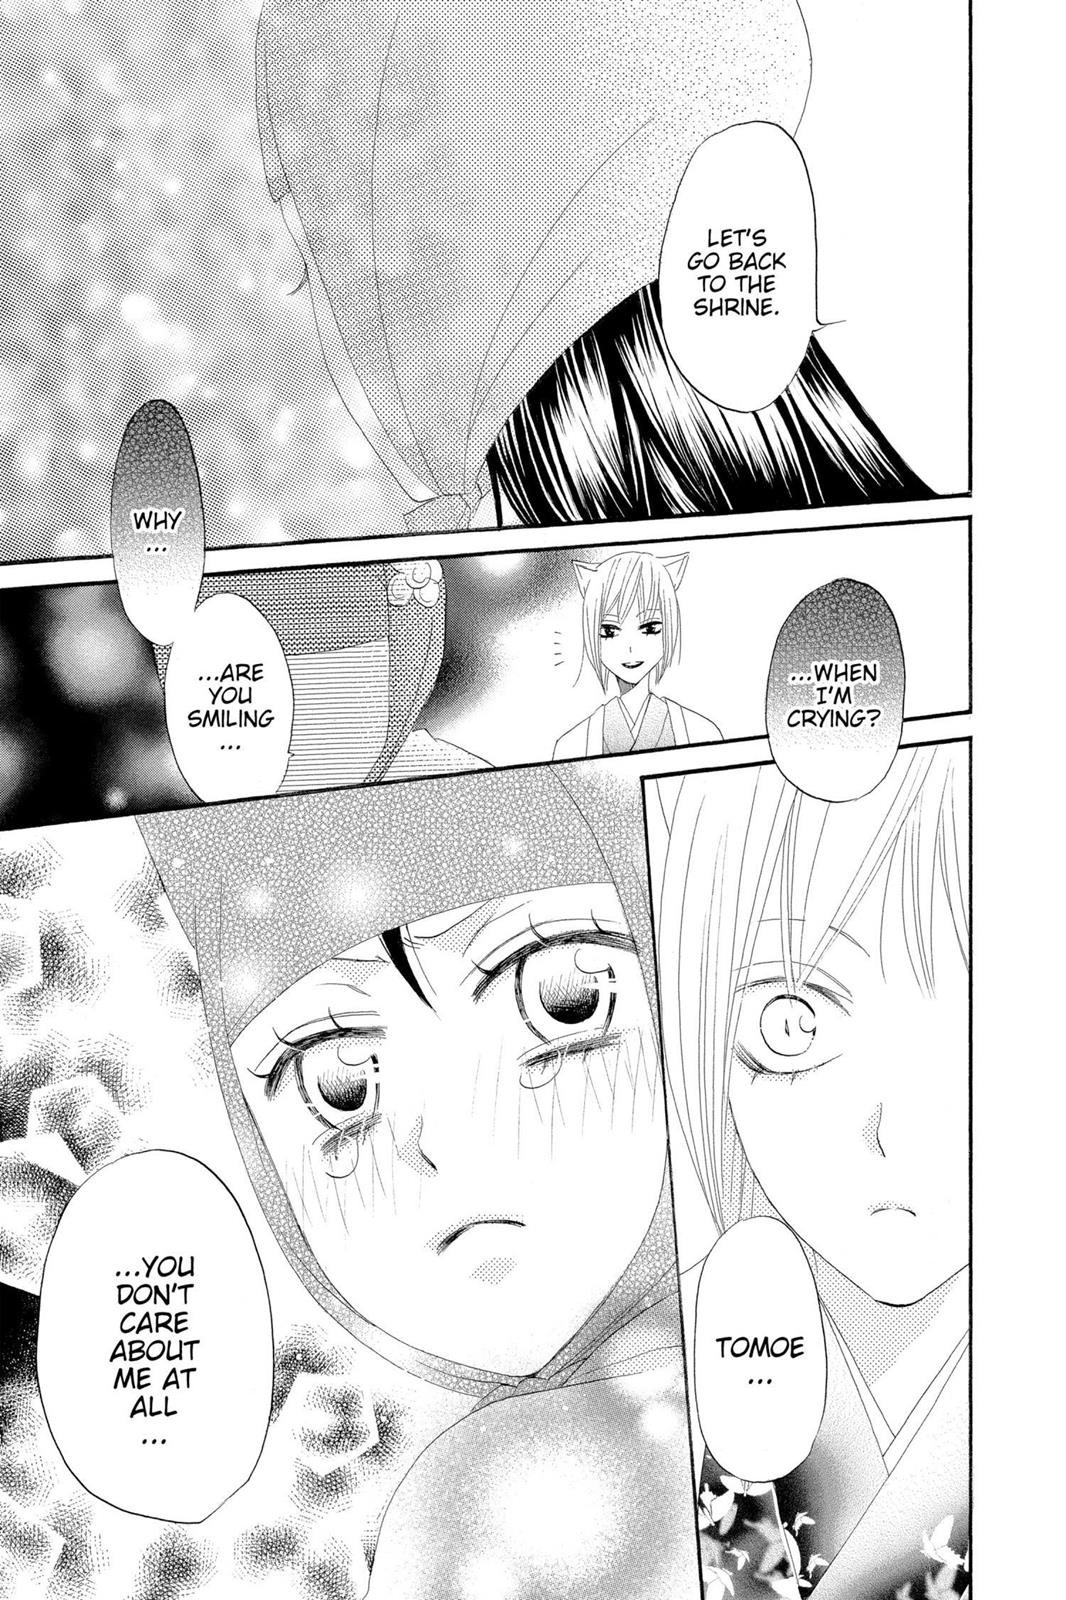 LET'S
GO BACK
TO THE
SHRINE.
...WHEN
I'M
CRYING?
WHY
...
...ARE
YOU
SMILING
...
TOMOE
...
...YOU
DON'T
CARE
ABOUT
ME AT
ALL
...